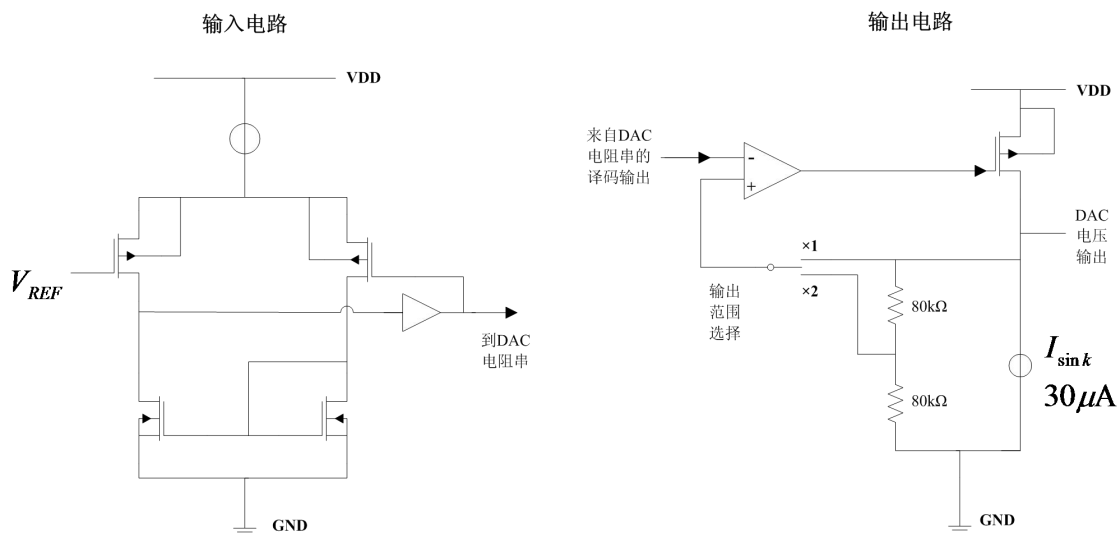 输入电路
VDD
V_REF
到DAC
电阻串
GND
输出电路
VDD
来自DAC
电阻串的
译码输出
-
+
DAC
电压
输出
×1
×2
输出
范围
选择
80kΩ
80kΩ
I_sin k
30μA
GND